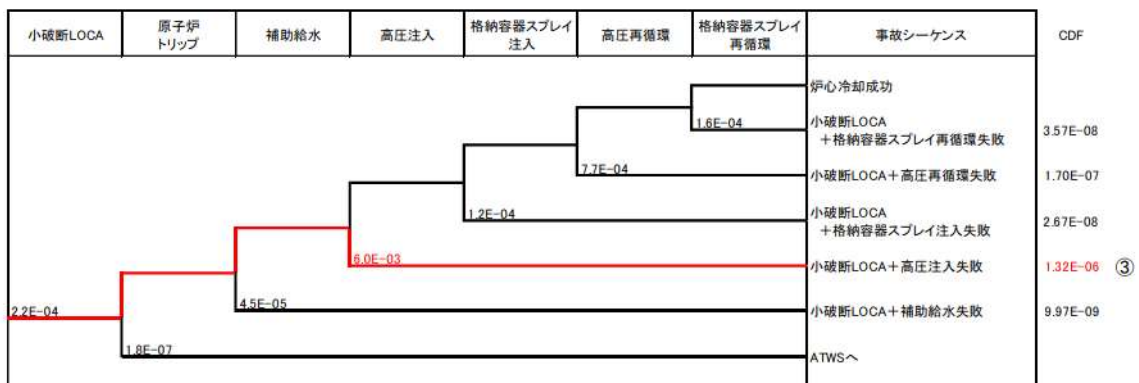 小破断LOCA
原子炉
トリップ
補助給水
高圧注入
格納容器スプレイ
注入
高圧再循環
格納容器スプレイ
再循環
事故シーケンス
CDF
炉心冷却成功
1.6E-04
小破断LOCA
＋格納容器スプレイ再循環失敗
3.57E-08
7.7E-04
小破断LOCA＋高圧再循環失敗
1.70E-07
1.2E-04
小破断LOCA
＋格納容器スプレイ注入失敗
2.67E-08
6.0E-03
小破断LOCA＋高圧注入失敗
1.32E-06
③
2.2E-04
4.5E-05
小破断LOCA＋補助給水失敗
9.97E-09
1.8E-07
ATWSへ